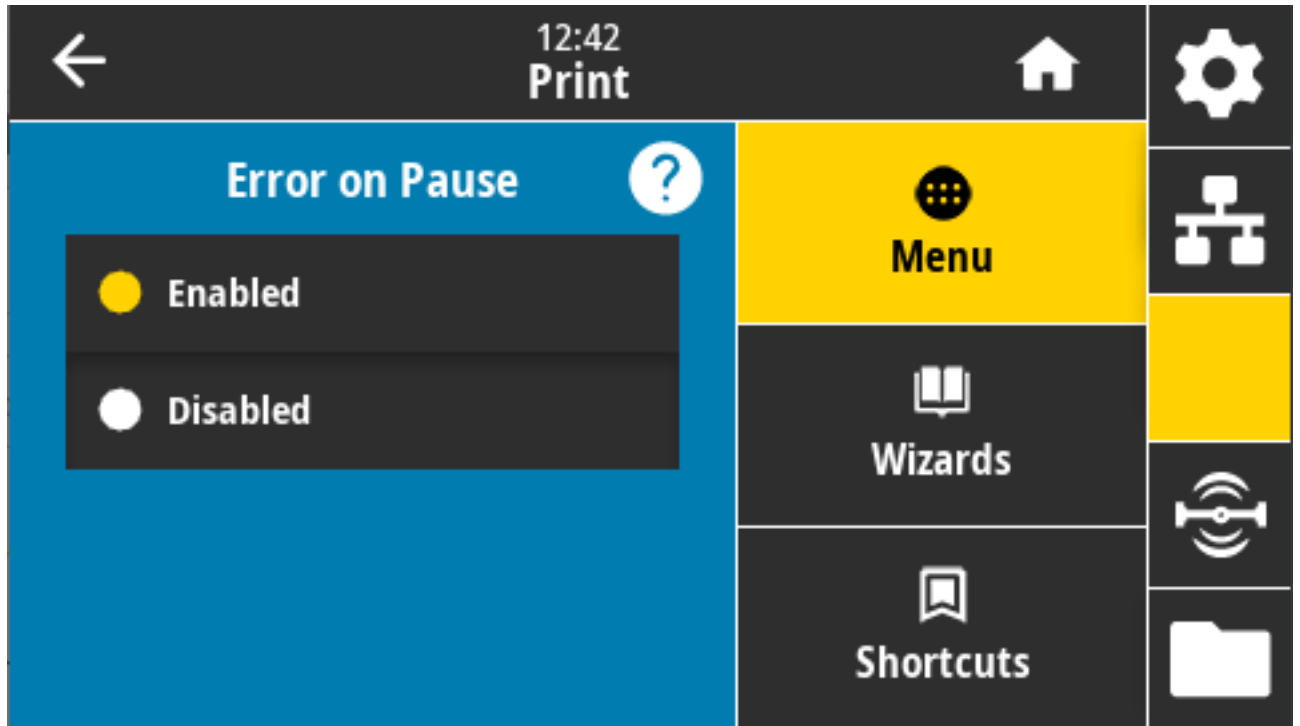 12:42
Print
Error on Pause
?
Enabled
Disabled
Menu
Wizards
Shortcuts